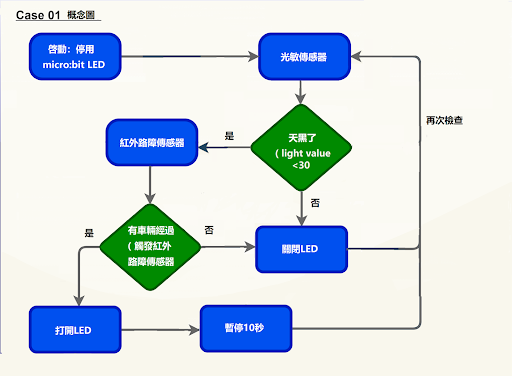 Case 01 概念圖
啓動：停用
micro:bit LED
光敏傳感器
再次檢查
天黑了
( light value
<30
是
紅外路障傳感器
否
有車輛經過
( 觸發紅外
路障傳感器
是
否
關閉LED
打開LED
暫停10秒